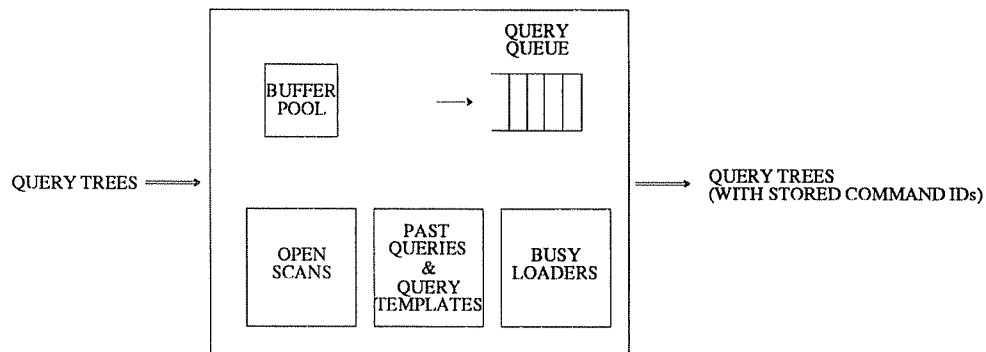 QUERY
QUEUE
BUFFER
POOL
QUERY TREES
QUERY TREES
(WITH STORED COMMAND IDs)
OPEN
SCANS
PAST
QUERIES
&
QUERY
TEMPLATES
BUSY
LOADERS